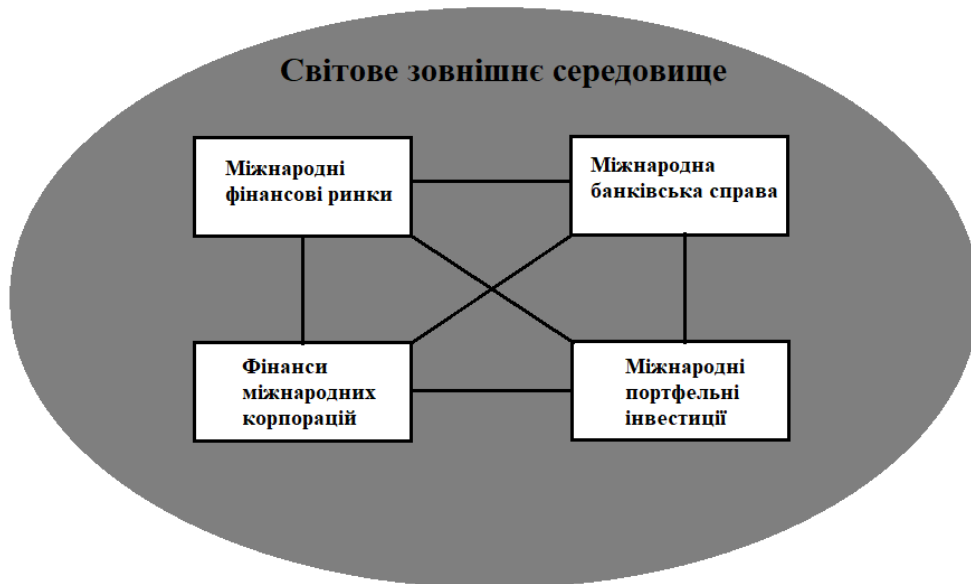 Світове зовнішнє середовище
Міжнародні
фінансові ринки
Міжнародна
банківська справа
Фінанси
міжнародних
корпорацій
Міжнародні
портфельні
інвестиції